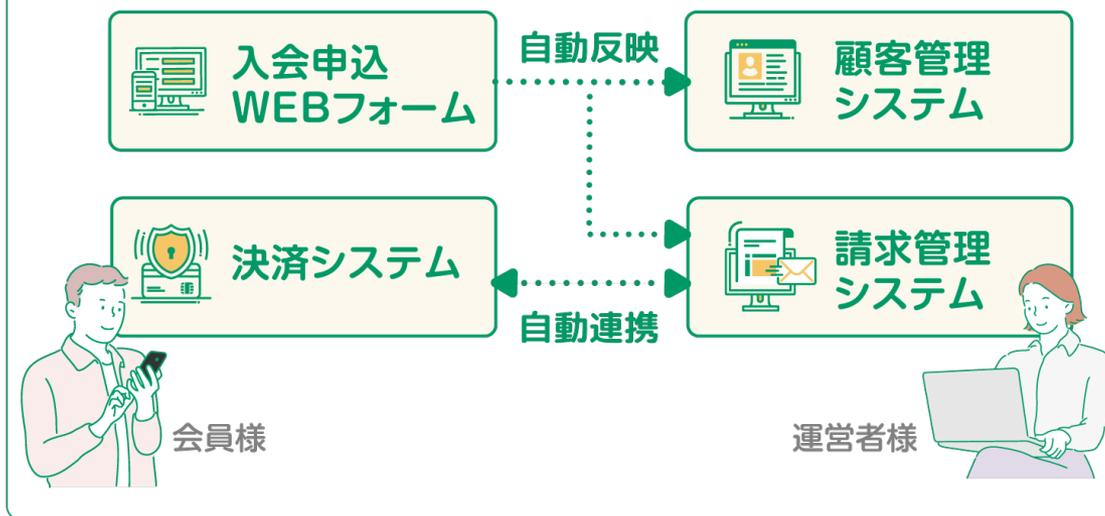 入会申込
WEBフォーム
自動反映
顧客管理
システム
決済システム
自動連携
請求管理
システム
会員様
運営者様